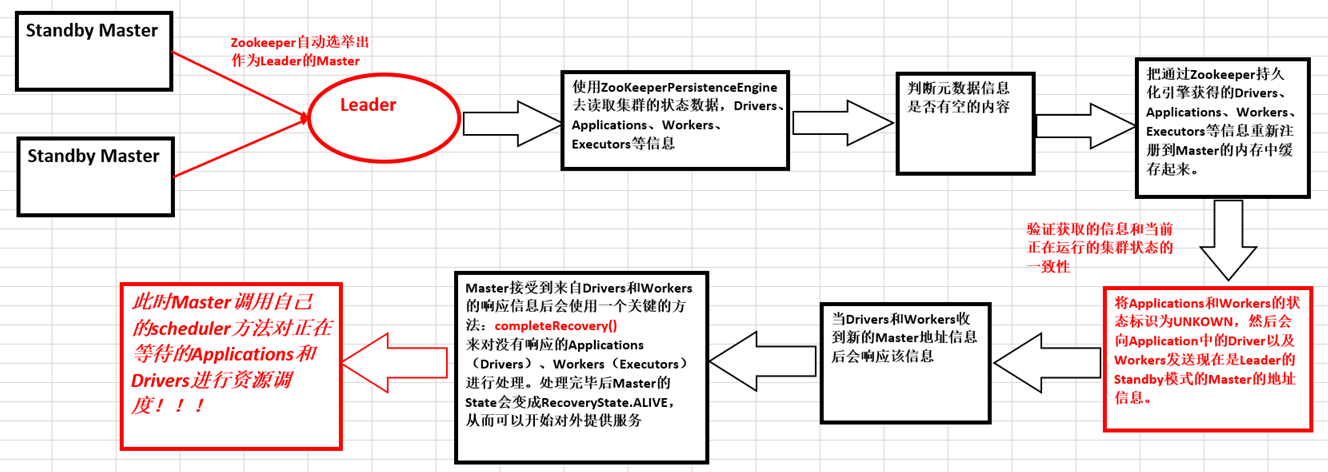 Standby Master
Zookeeper自动选举出
作为Leader的Master
Leader
Standby Master
使用ZooKeeperPersistenceEngine
去读取集群的状态数据，Drivers、
Applications、Workers、
Executors等信息
判断元数据信息
是否有空的内容
把通过Zookeeper持久
化引擎获得的Drivers、
Applications、Workers、
Executors等信息重新注
册到Master的内存中缓
存起来。
验证获取的信息和当前
正在运行的集群状态的
一致性
将Applications和Workers的状
态标识为UNKOWN，然后会
向Application中的Driver以及
Workers发送现在是Leader的
Standby模式的Master的地址
信息。
当Drivers和Workers收
到新的Master地址信息
后会响应该信息
Master接受到来自Drivers和Workers
的响应信息后会使用一个关键的方
法：completeRecovery()
来对没有响应的Applications
（Drivers）、Workers（Executors）
进行处理。处理完毕后Master的
State会变成RecoveryState.ALIVE，
从而可以开始对外提供服务
此时Master调用自己
的scheduler方法对正在
等待的Applications和
Drivers进行资源调
度！！！